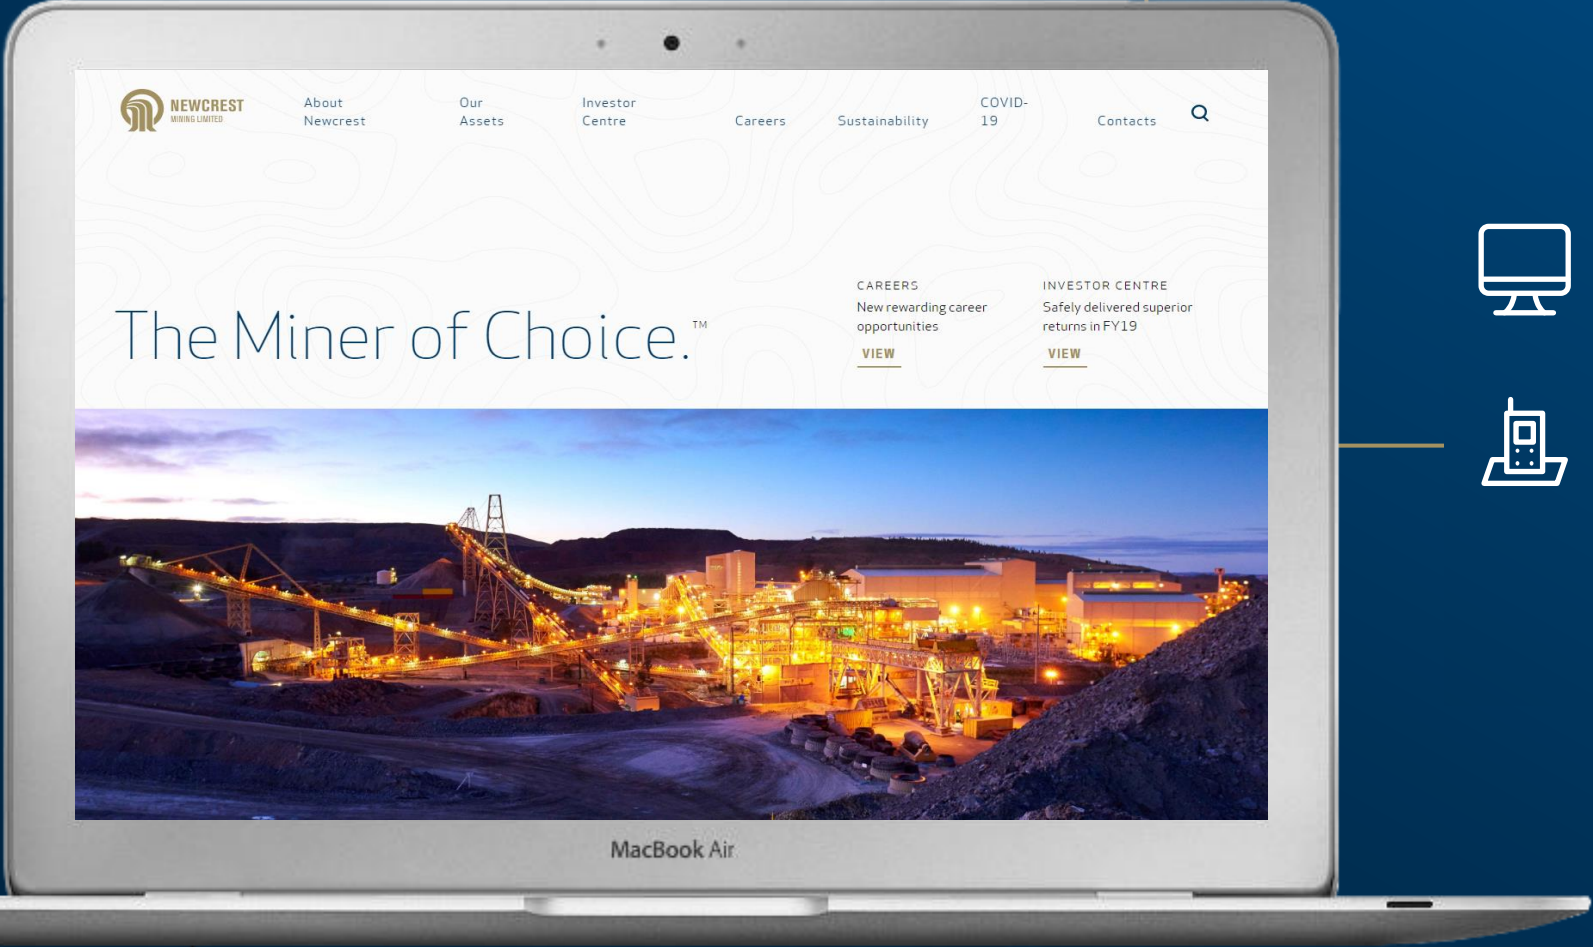 NEWCREST
MINING LIMITED
About
Newcrest
Our
Assets
Investor
Centre
Careers
Sustainability
COVID-
19
Contacts
The Miner of Choice.™
CAREERS
New rewarding career
opportunities
VIEW
INVESTOR CENTRE
Safely delivered superior
returns in FY19
VIEW
MacBook Air